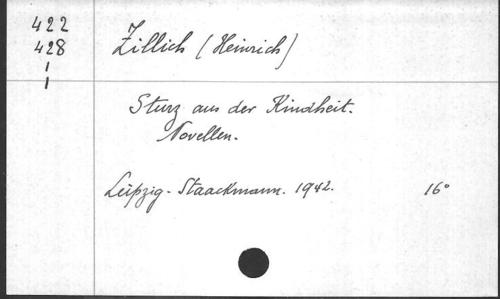 422
428
1
1
Zillich (Heinrich)
Sturz aus der Kindheit.
Novellen.
Leipzig - Staackmann. 1942. 16°